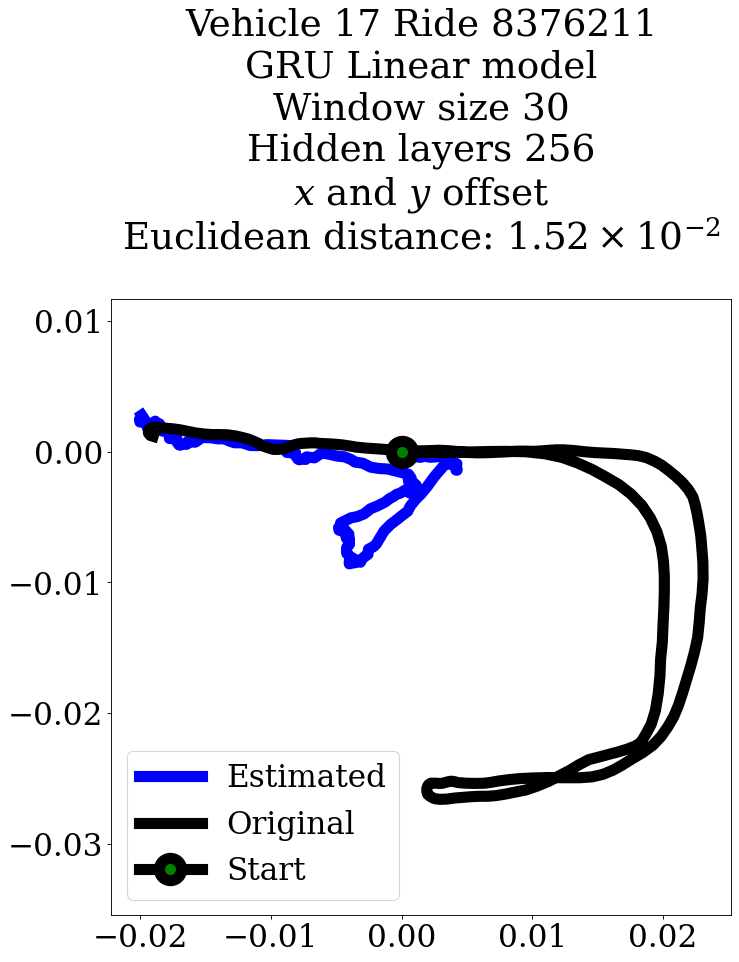 Vehicle 17 Ride 8376211
GRU Linear model
Window size 30
Hidden layers 256
x and y offset
Euclidean distance: 1.52 × 10⁻²
0.01
0.00
−0.01
−0.02
−0.03
Estimated
Original
Start
−0.02 −0.01 0.00 0.01 0.02